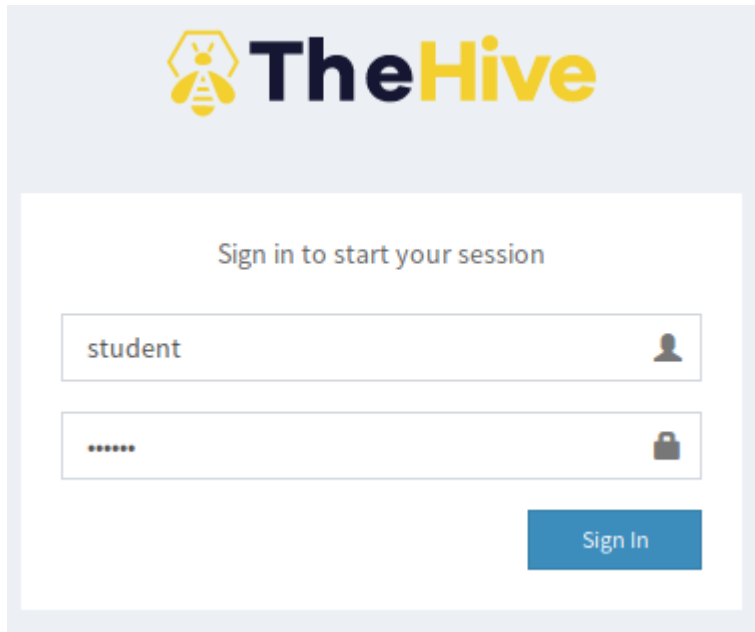 TheHive
Sign in to start your session
student
••••••
Sign In